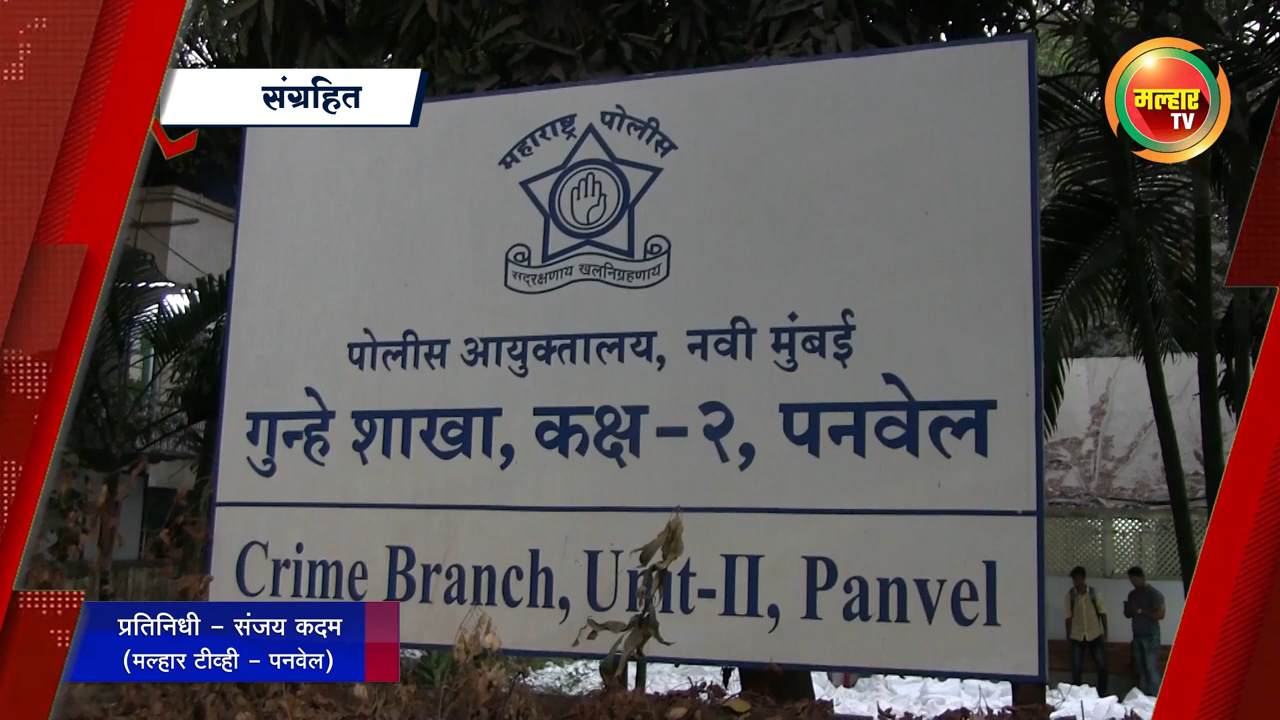 संग्रहित
मल्हार
TV
महाराष्ट्र पोलीस
सद्रक्षणाय खलनिग्रहणाय
पोलीस आयुक्तालय, नवी मुंबई
गुन्हे शाखा, कक्ष-२, पनवेल
Crime Branch, Unit-II, Panvel
प्रतिनिधी - संजय कदम
(मल्हार टीव्ही - पनवेल)